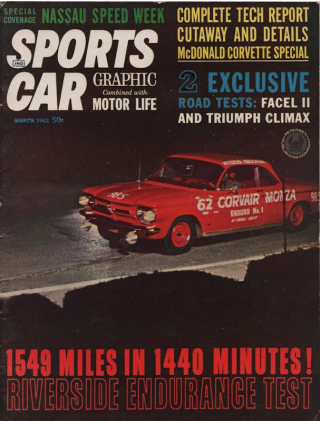 SPECIAL
COVERAGE
NASSAU SPEED WEEK
COMPLETE TECH REPORT
CUTAWAY AND DETAILS
McDONALD CORVETTE SPECIAL
SPORTS
CAR
IND
GRAPHIC
Combined with
MOTOR LIFE
MARCH 1962 50¢
2 EXCLUSIVE
ROAD TESTS: FACEL II
AND TRIUMPH CLIMAX
'62 CORVAIR MONZA
ENDURO No. 1
1549 MILES IN 1440 MINUTES!
RIVERSIDE ENDURANCE TEST